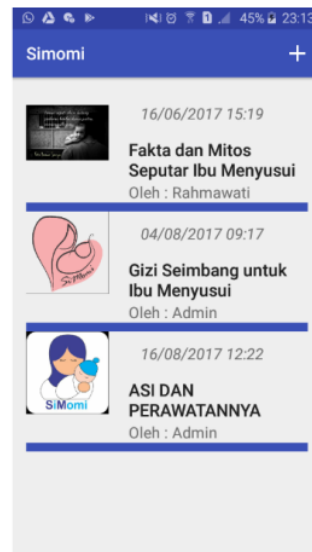 45% 23:13
Simomi
+
16/06/2017 15:19
Fakta dan Mitos
Seputar Ibu Menyusui
Oleh : Rahmawati
04/08/2017 09:17
Gizi Seimbang untuk
Ibu Menyusui
Oleh : Admin
SiMomi
16/08/2017 12:22
ASI DAN
PERAWATANNYA
Oleh : Admin
SiMomi